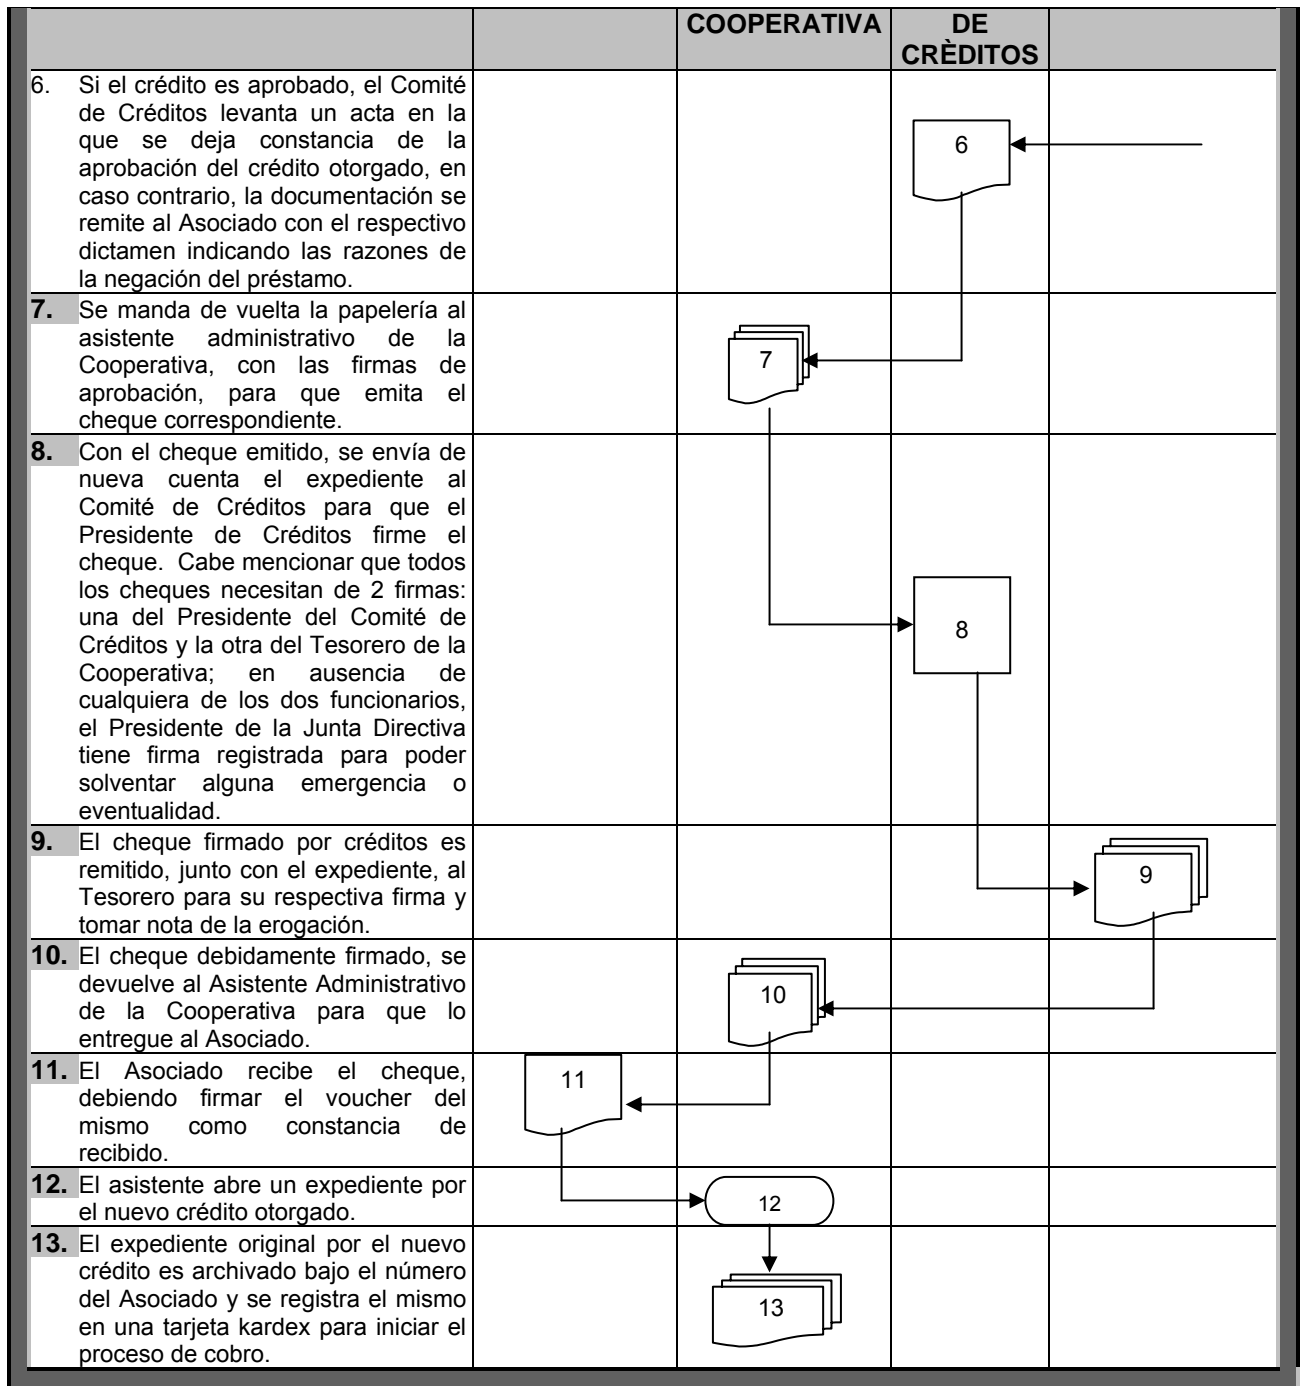 COOPERATIVA DE
CRÈDITOS
6. Si el crédito es aprobado, el Comité
de Créditos levanta un acta en la
que se deja constancia de la
aprobación del crédito otorgado, en
caso contrario, la documentación se
remite al Asociado con el respectivo
dictamen indicando las razones de
la negación del préstamo.
6
7. Se manda de vuelta la papelería al
asistente administrativo de la
Cooperativa, con las firmas de
aprobación, para que emita el
cheque correspondiente.
7
8. Con el cheque emitido, se envía de
nueva cuenta el expediente al
Comité de Créditos para que el
Presidente de Créditos firme el
cheque. Cabe mencionar que todos
los cheques necesitan de 2 firmas:
una del Presidente del Comité de
Créditos y la otra del Tesorero de la
Cooperativa; en ausencia de
cualquiera de los dos funcionarios,
el Presidente de la Junta Directiva
tiene firma registrada para poder
solventar alguna emergencia o
eventualidad.
8
9. El cheque firmado por créditos es
remitido, junto con el expediente, al
Tesorero para su respectiva firma y
tomar nota de la erogación.
9
10. El cheque debidamente firmado, se
devuelve al Asistente Administrativo
de la Cooperativa para que lo
entregue al Asociado.
10
11. El Asociado recibe el cheque,
debiendo firmar el voucher del
mismo como constancia de
recibido.
11
12. El asistente abre un expediente por
el nuevo crédito otorgado.
12
13. El expediente original por el nuevo
crédito es archivado bajo el número
del Asociado y se registra el mismo
en una tarjeta kardex para iniciar el
proceso de cobro.
13